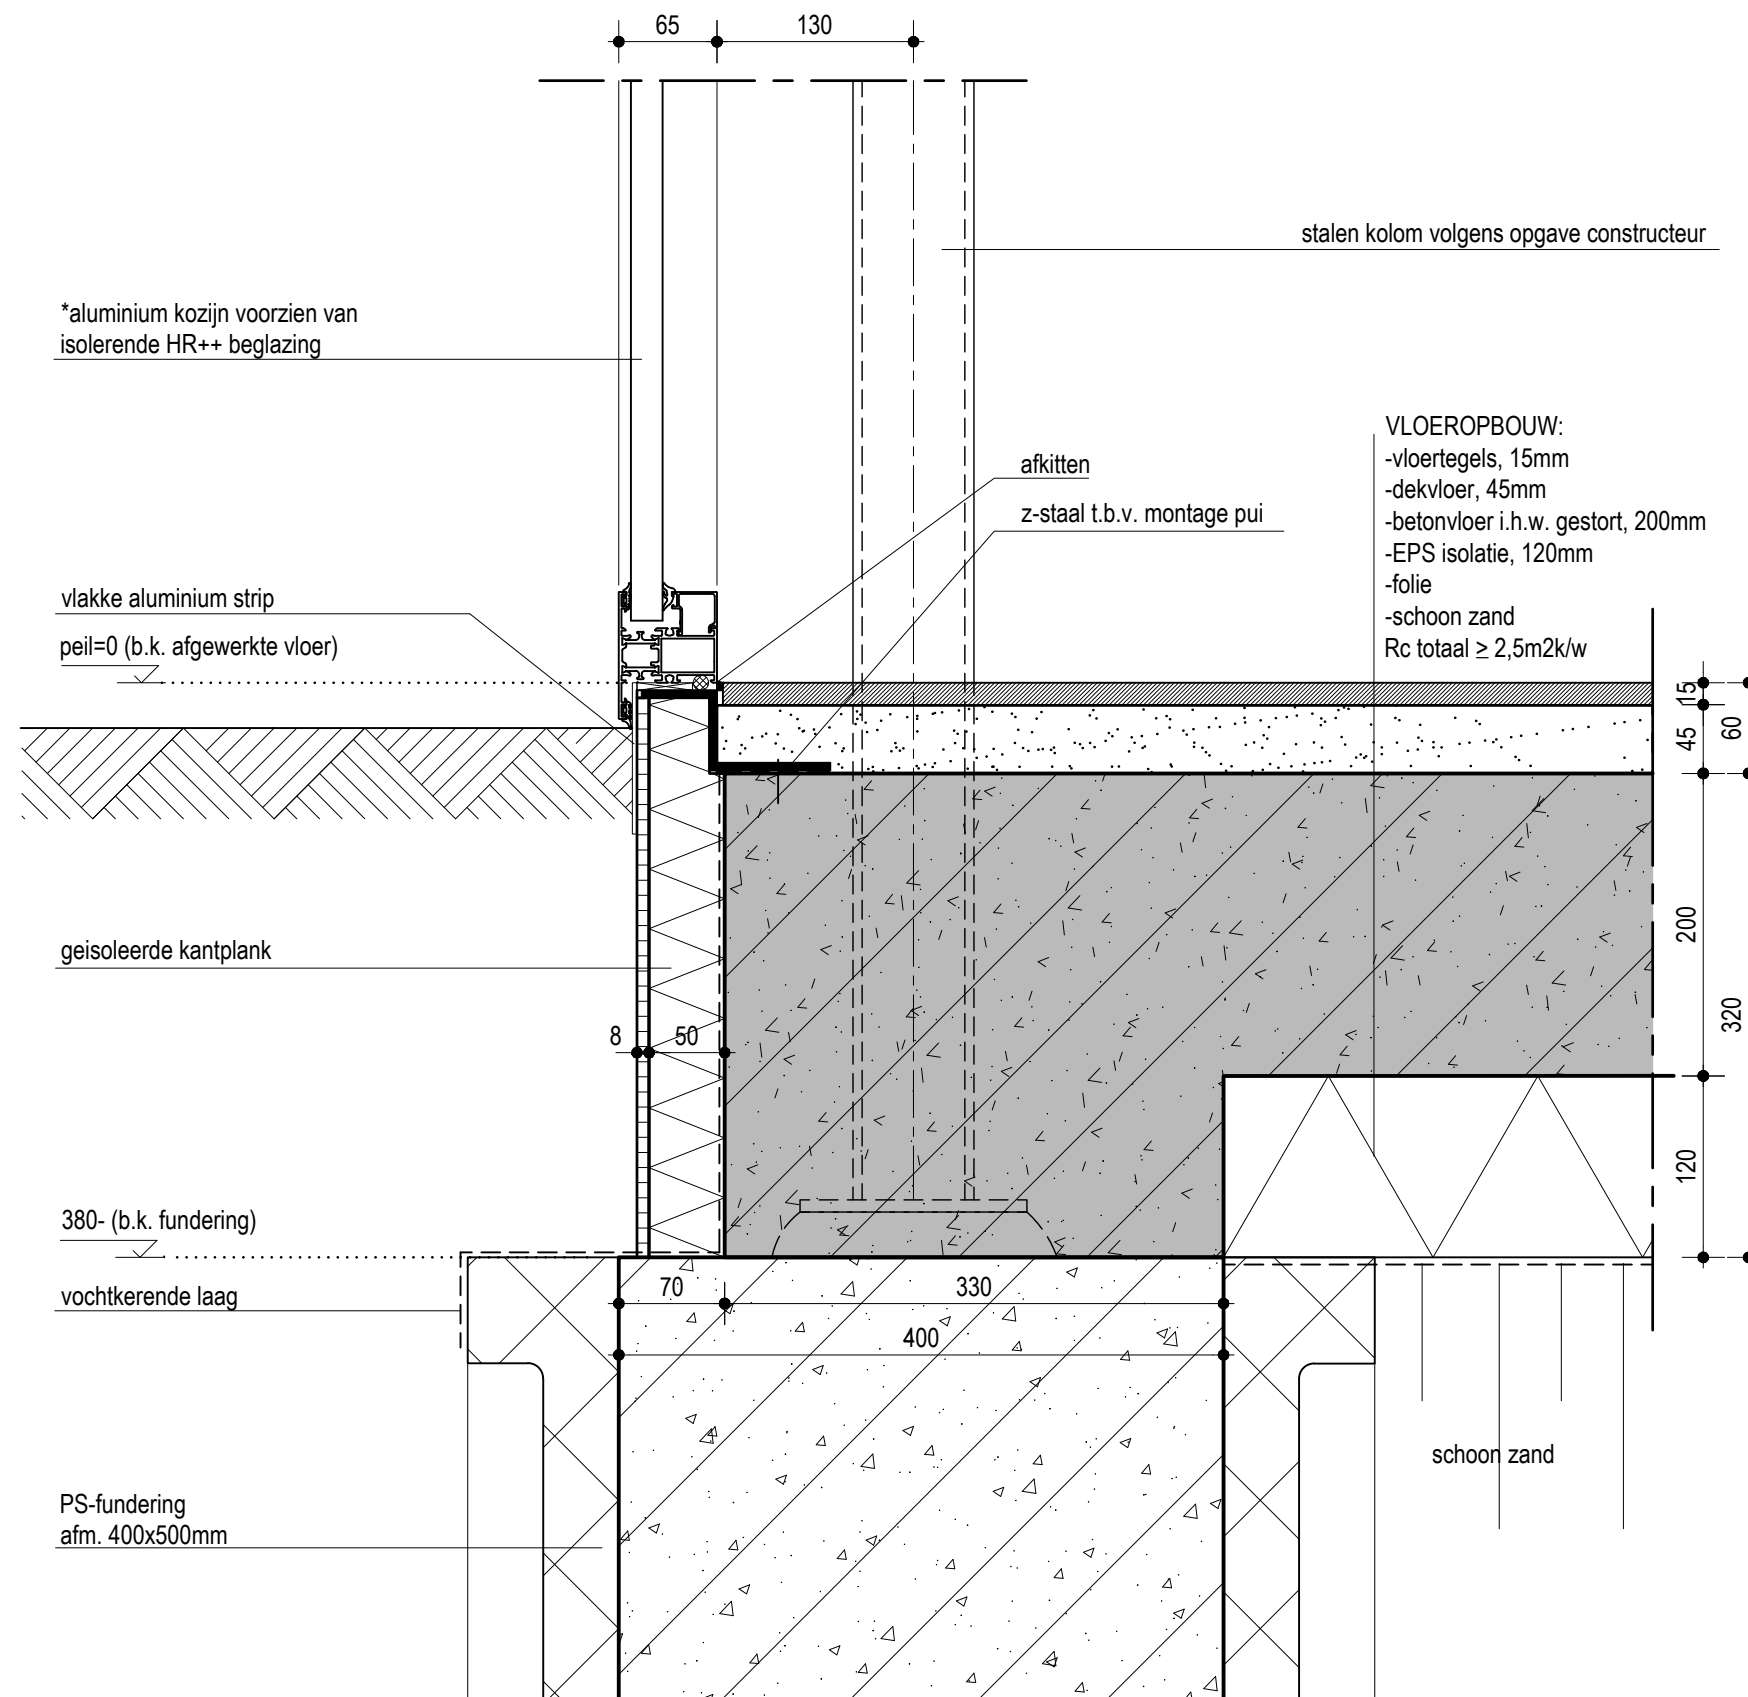 65
130
stalen kolom volgens opgave constructeur
*aluminium kozijn voorzien van
isolerende HR++ beglazing
VLOEROPBOUW:
-vloertegels, 15mm
-dekvloer, 45mm
-betonvloer i.h.w. gestort, 200mm
-EPS isolatie, 120mm
-folie
-schoon zand
Rc totaal ≥ 2,5m2k/w
afkitten
z-staal t.b.v. montage pui
vlakke aluminium strip
peil=0 (b.k. afgewerkte vloer)
15
45
60
200
320
120
geisoleerde kantplank
8
50
380- (b.k. fundering)
vochtkerende laag
70
330
400
schoon zand
PS-fundering
afm. 400x500mm